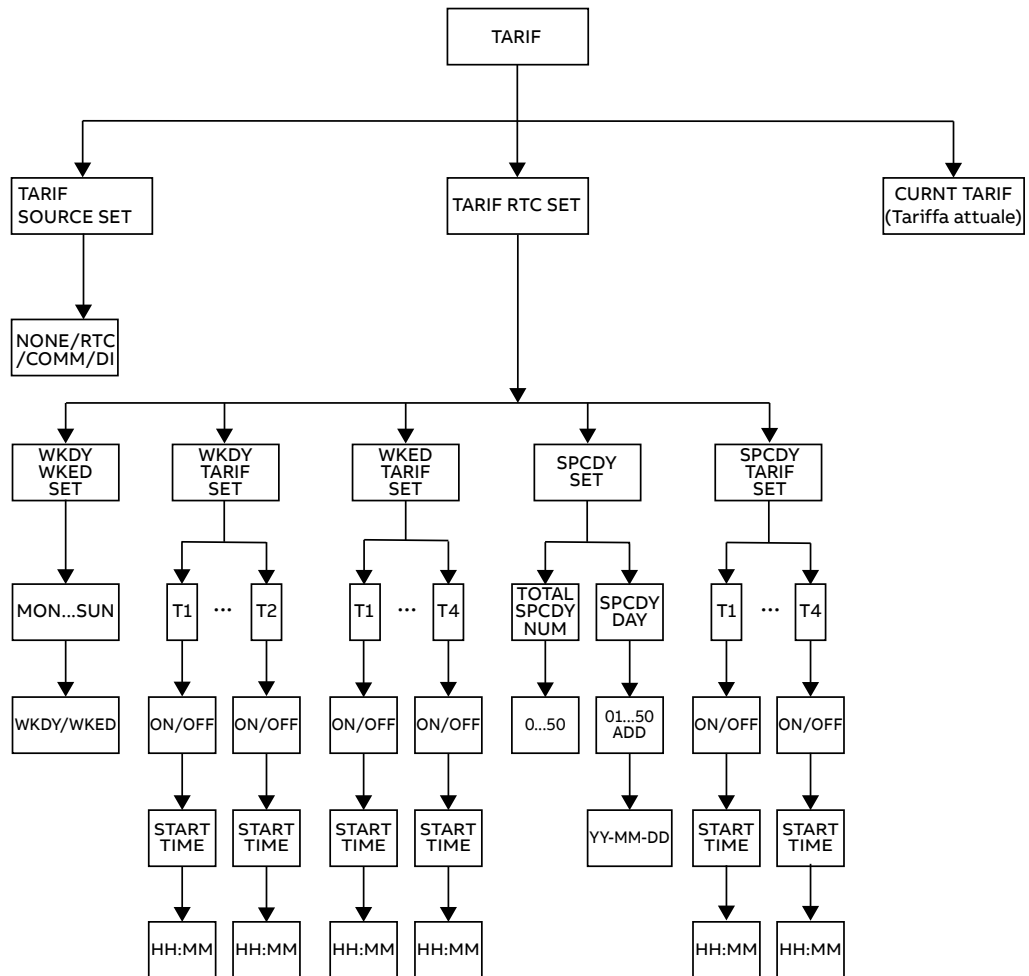 TARIF
TARIF
SOURCE SET
TARIF RTC SET
CURNT TARIF
(Tariffa attuale)
NONE/RTC
/COMM/DI
WKDY
WKED
SET
WKDY
TARIF
SET
WKED
TARIF
SET
SPCDY
SET
SPCDY
TARIF
SET
MON...SUN
T1
...
T2
T1
...
T4
TOTAL
SPCDY
NUM
SPCDY
DAY
T1
...
T4
WKDY/WKED
ON/OFF
ON/OFF
ON/OFF
ON/OFF
0...50
01...50
ADD
ON/OFF
ON/OFF
START
TIME
START
TIME
START
TIME
START
TIME
YY-MM-DD
START
TIME
START
TIME
HH:MM
HH:MM
HH:MM
HH:MM
HH:MM
HH:MM